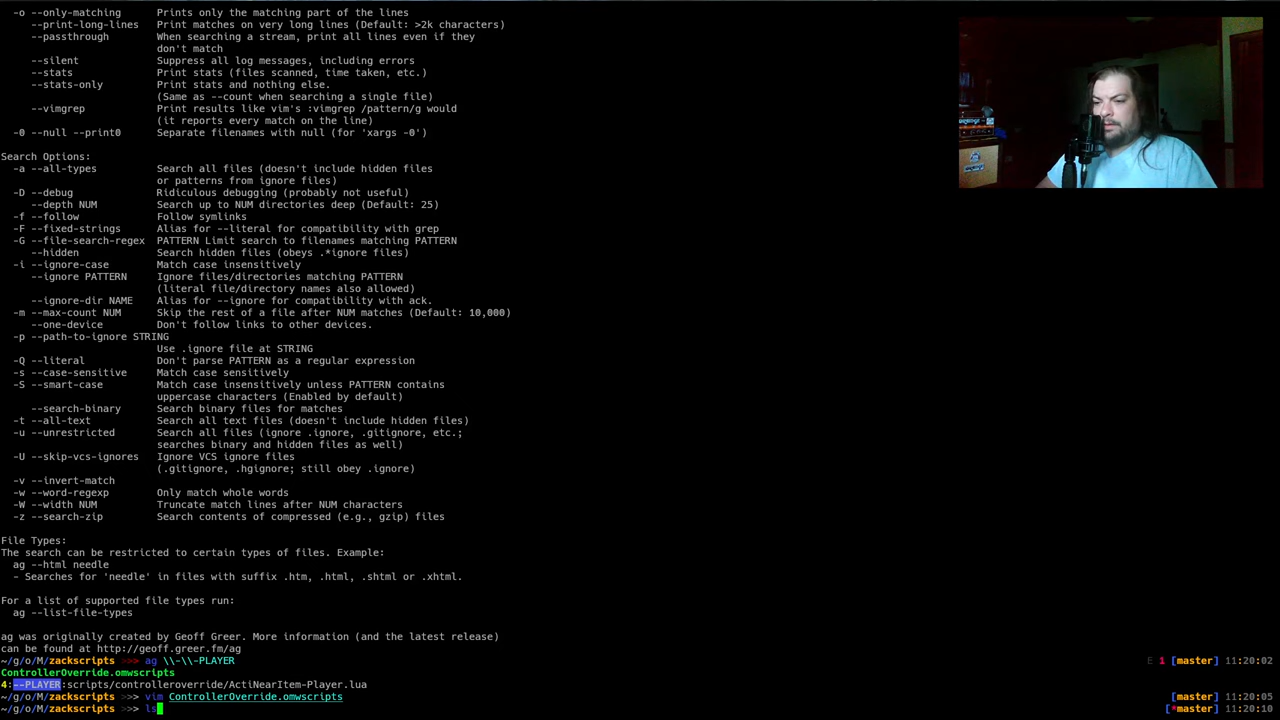 -o --only-matching Prints only the matching part of the lines
--print-long-lines Print matches on very long lines (Default: >2k characters)
--passthrough When searching a stream, print all lines even if they
don't match
--silent Suppress all log messages, including errors
--stats Print stats (files scanned, time taken, etc.)
--stats-only Print stats and nothing else.
(Same as --count when searching a single file)
--vimgrep Print results like vim's :vimgrep /pattern/g would
(it reports every match on the line)
-0 --null --print0 Separate filenames with null (for 'xargs -0')
Search Options:
-a --all-types Search all files (doesn't include hidden files
or patterns from ignore files)
-D --debug Ridiculous debugging (probably not useful)
--depth NUM Search up to NUM directories deep (Default: 25)
-f --follow Follow symlinks
-F --fixed-strings Alias for --literal for compatibility with grep
-G --file-search-regex PATTERN Limit search to filenames matching PATTERN
--hidden Search hidden files (obeys .*ignore files)
-i --ignore-case Match case insensitively
--ignore PATTERN Ignore files/directories matching PATTERN
(literal file/directory names also allowed)
--ignore-dir NAME Alias for --ignore for compatibility with ack.
-m --max-count NUM Skip the rest of a file after NUM matches (Default: 10,000)
--one-device Don't follow links to other devices.
-p --path-to-ignore STRING
Use .ignore file at STRING
-Q --literal Don't parse PATTERN as a regular expression
-s --case-sensitive Match case sensitively
-S --smart-case Match case insensitively unless PATTERN contains
uppercase characters (Enabled by default)
--search-binary Search binary files for matches
-t --all-text Search all text files (doesn't include hidden files)
-u --unrestricted Search all files (ignore .ignore, .gitignore, etc.;
searches binary and hidden files as well)
-U --skip-vcs-ignores Ignore VCS ignore files
(.gitignore, .hgignore; still obey .ignore)
-v --invert-match
-w --word-regexp Only match whole words
-W --width NUM Truncate match lines after NUM characters
-z --search-zip Search contents of compressed (e.g., gzip) files
File Types:
The search can be restricted to certain types of files. Example:
ag --html needle
- Searches for 'needle' in files with suffix .htm, .html, .shtml or .xhtml.
For a list of supported file types run:
ag --list-file-types
ag was originally created by Geoff Greer. More information (and the latest release)
can be found at http://geoff.greer.fm/ag
~/g/o/M/zackscripts >>> ag \\-\\-PLAYER E 1 [master] 11:20:02
ControllerOverride.omwscripts
4:--PLAYER:scripts/controlleroverride/ActiNearItem-Player.lua
~/g/o/M/zackscripts >>> vim ControllerOverride.omwscripts [master] 11:20:05
~/g/o/M/zackscripts >>> ls [*master] 11:20:10